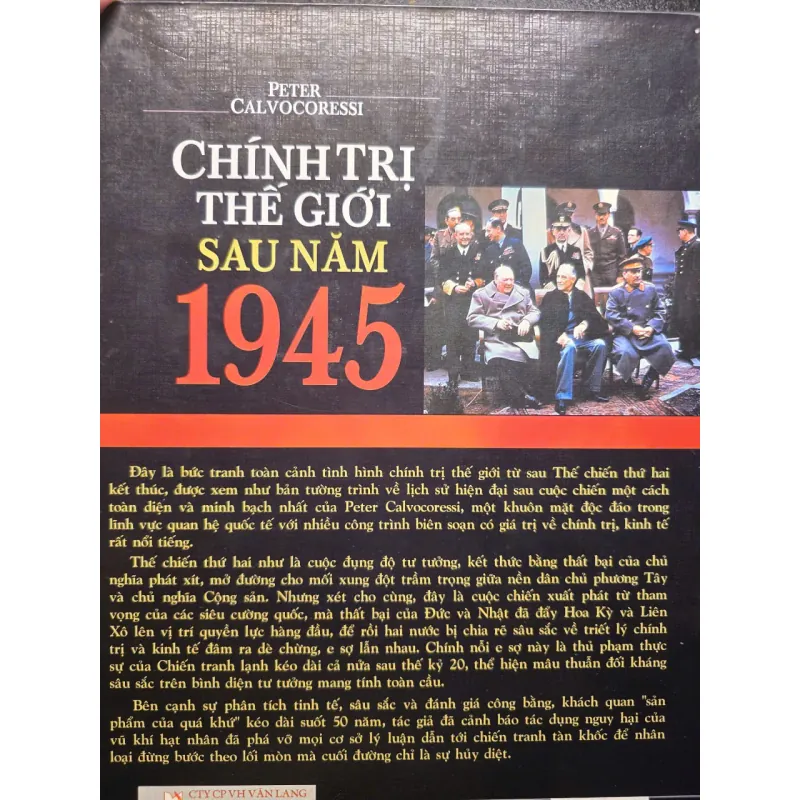 PETER
CALVOCORESSI
CHÍNH TRỊ
THẾ GIỚI
SAU NĂM
1945
Đây là bức tranh toàn cảnh tình hình chính trị thế giới từ sau Thế chiến thứ hai
kết thúc, được xem như bản tường trình về lịch sử hiện đại sau cuộc chiến một cách
toàn diện và minh bạch nhất của Peter Calvocoressi, một khuôn mặt độc đáo trong
lĩnh vực quan hệ quốc tế với nhiều công trình biên soạn có giá trị về chính trị, kinh tế
rất nổi tiếng.
Thế chiến thứ hai như là cuộc đụng độ tư tưởng, kết thúc bằng thất bại của chủ
nghĩa phát xít, mở đường cho mối xung đột trầm trọng giữa nền dân chủ phương Tây
và chủ nghĩa Cộng sản. Nhưng xét cho cùng, đây là cuộc chiến xuất phát từ tham
vọng của các siêu cường quốc, mà thất bại của Đức và Nhật đã đẩy Hoa Kỳ và Liên
Xô lên vị trí quyền lực hàng đầu, để rồi hai nước bị chia rẽ sâu sắc về triết lý chính
trị và kinh tế đâm ra dè chừng, e sợ lẫn nhau. Chính nỗi e sợ này là thủ phạm thực
sự của Chiến tranh lạnh kéo dài cả nửa sau thế kỷ 20, thể hiện mâu thuẫn đối kháng
sâu sắc trên bình diện tư tưởng mang tính toàn cầu.
Bên cạnh sự phân tích tinh tế, sâu sắc và đánh giá công bằng, khách quan "sản
phẩm của quá khứ" kéo dài suốt 50 năm, tác giả đã cảnh báo tác dụng nguy hại của
vũ khí hạt nhân đã phá vỡ mọi cơ sở lý luận dẫn tới chiến tranh tàn khốc để nhân
loại đừng bước theo lối mòn mà cuối đường chỉ là sự hủy diệt.
CTY CP VH VĂN LANG